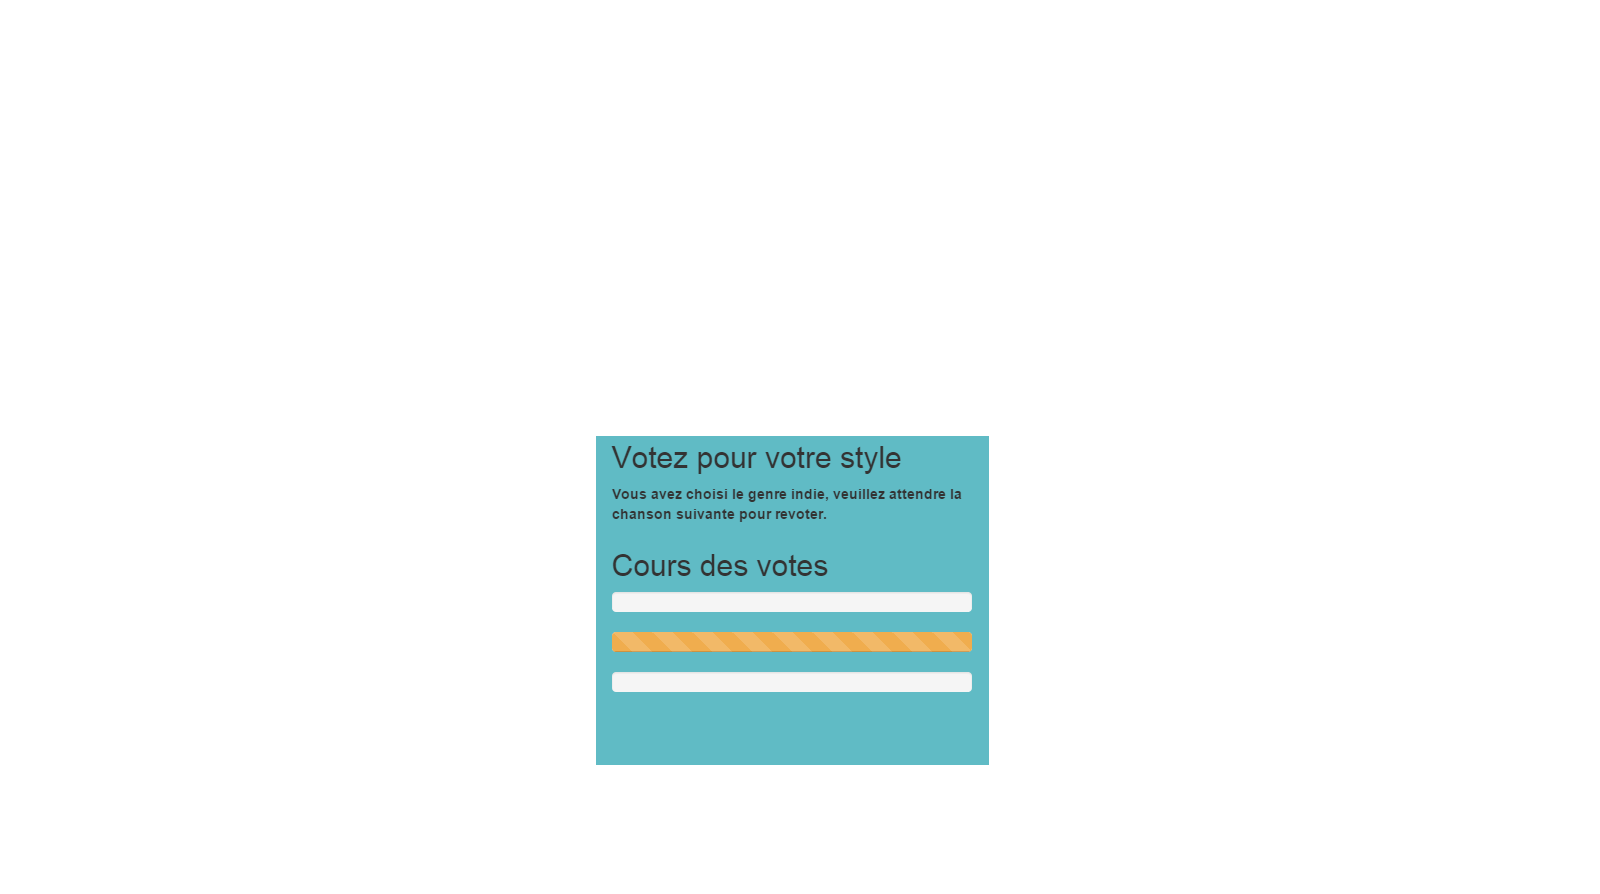 Votez pour votre style
Vous avez choisi le genre indie, veuillez attendre la
chanson suivante pour revoter.
Cours des votes